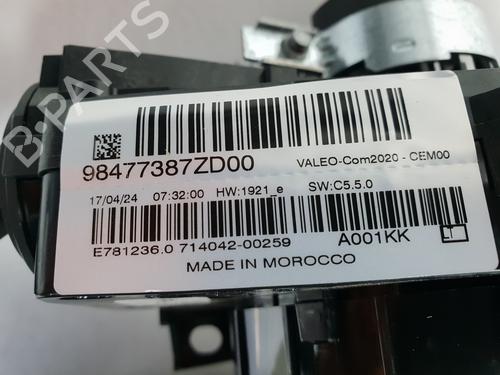 B-PARTS
98477387ZD00
VALEO-Com2020 - CEM00
17/04/24 07:32:00 HW:1921_e SW:C5.5.0
E781236.0 714042-00259 A001KK
MADE IN MOROCCO